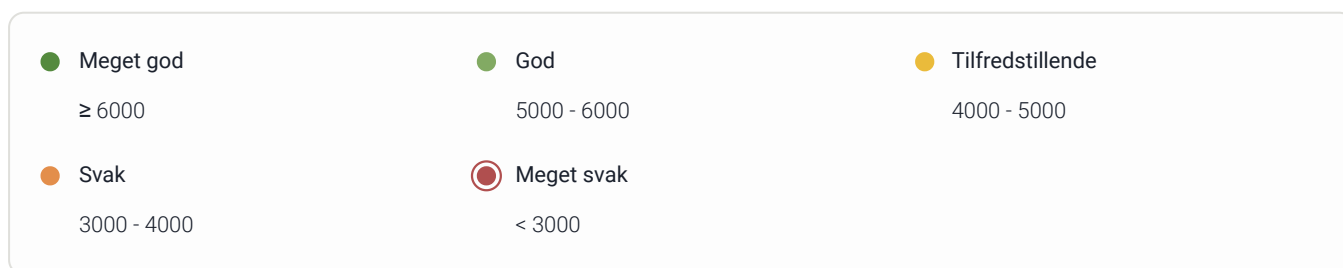 Meget god
God
Tilfredstillende
≥ 6000
5000 - 6000
4000 - 5000
Svak
Meget svak
3000 - 4000
< 3000